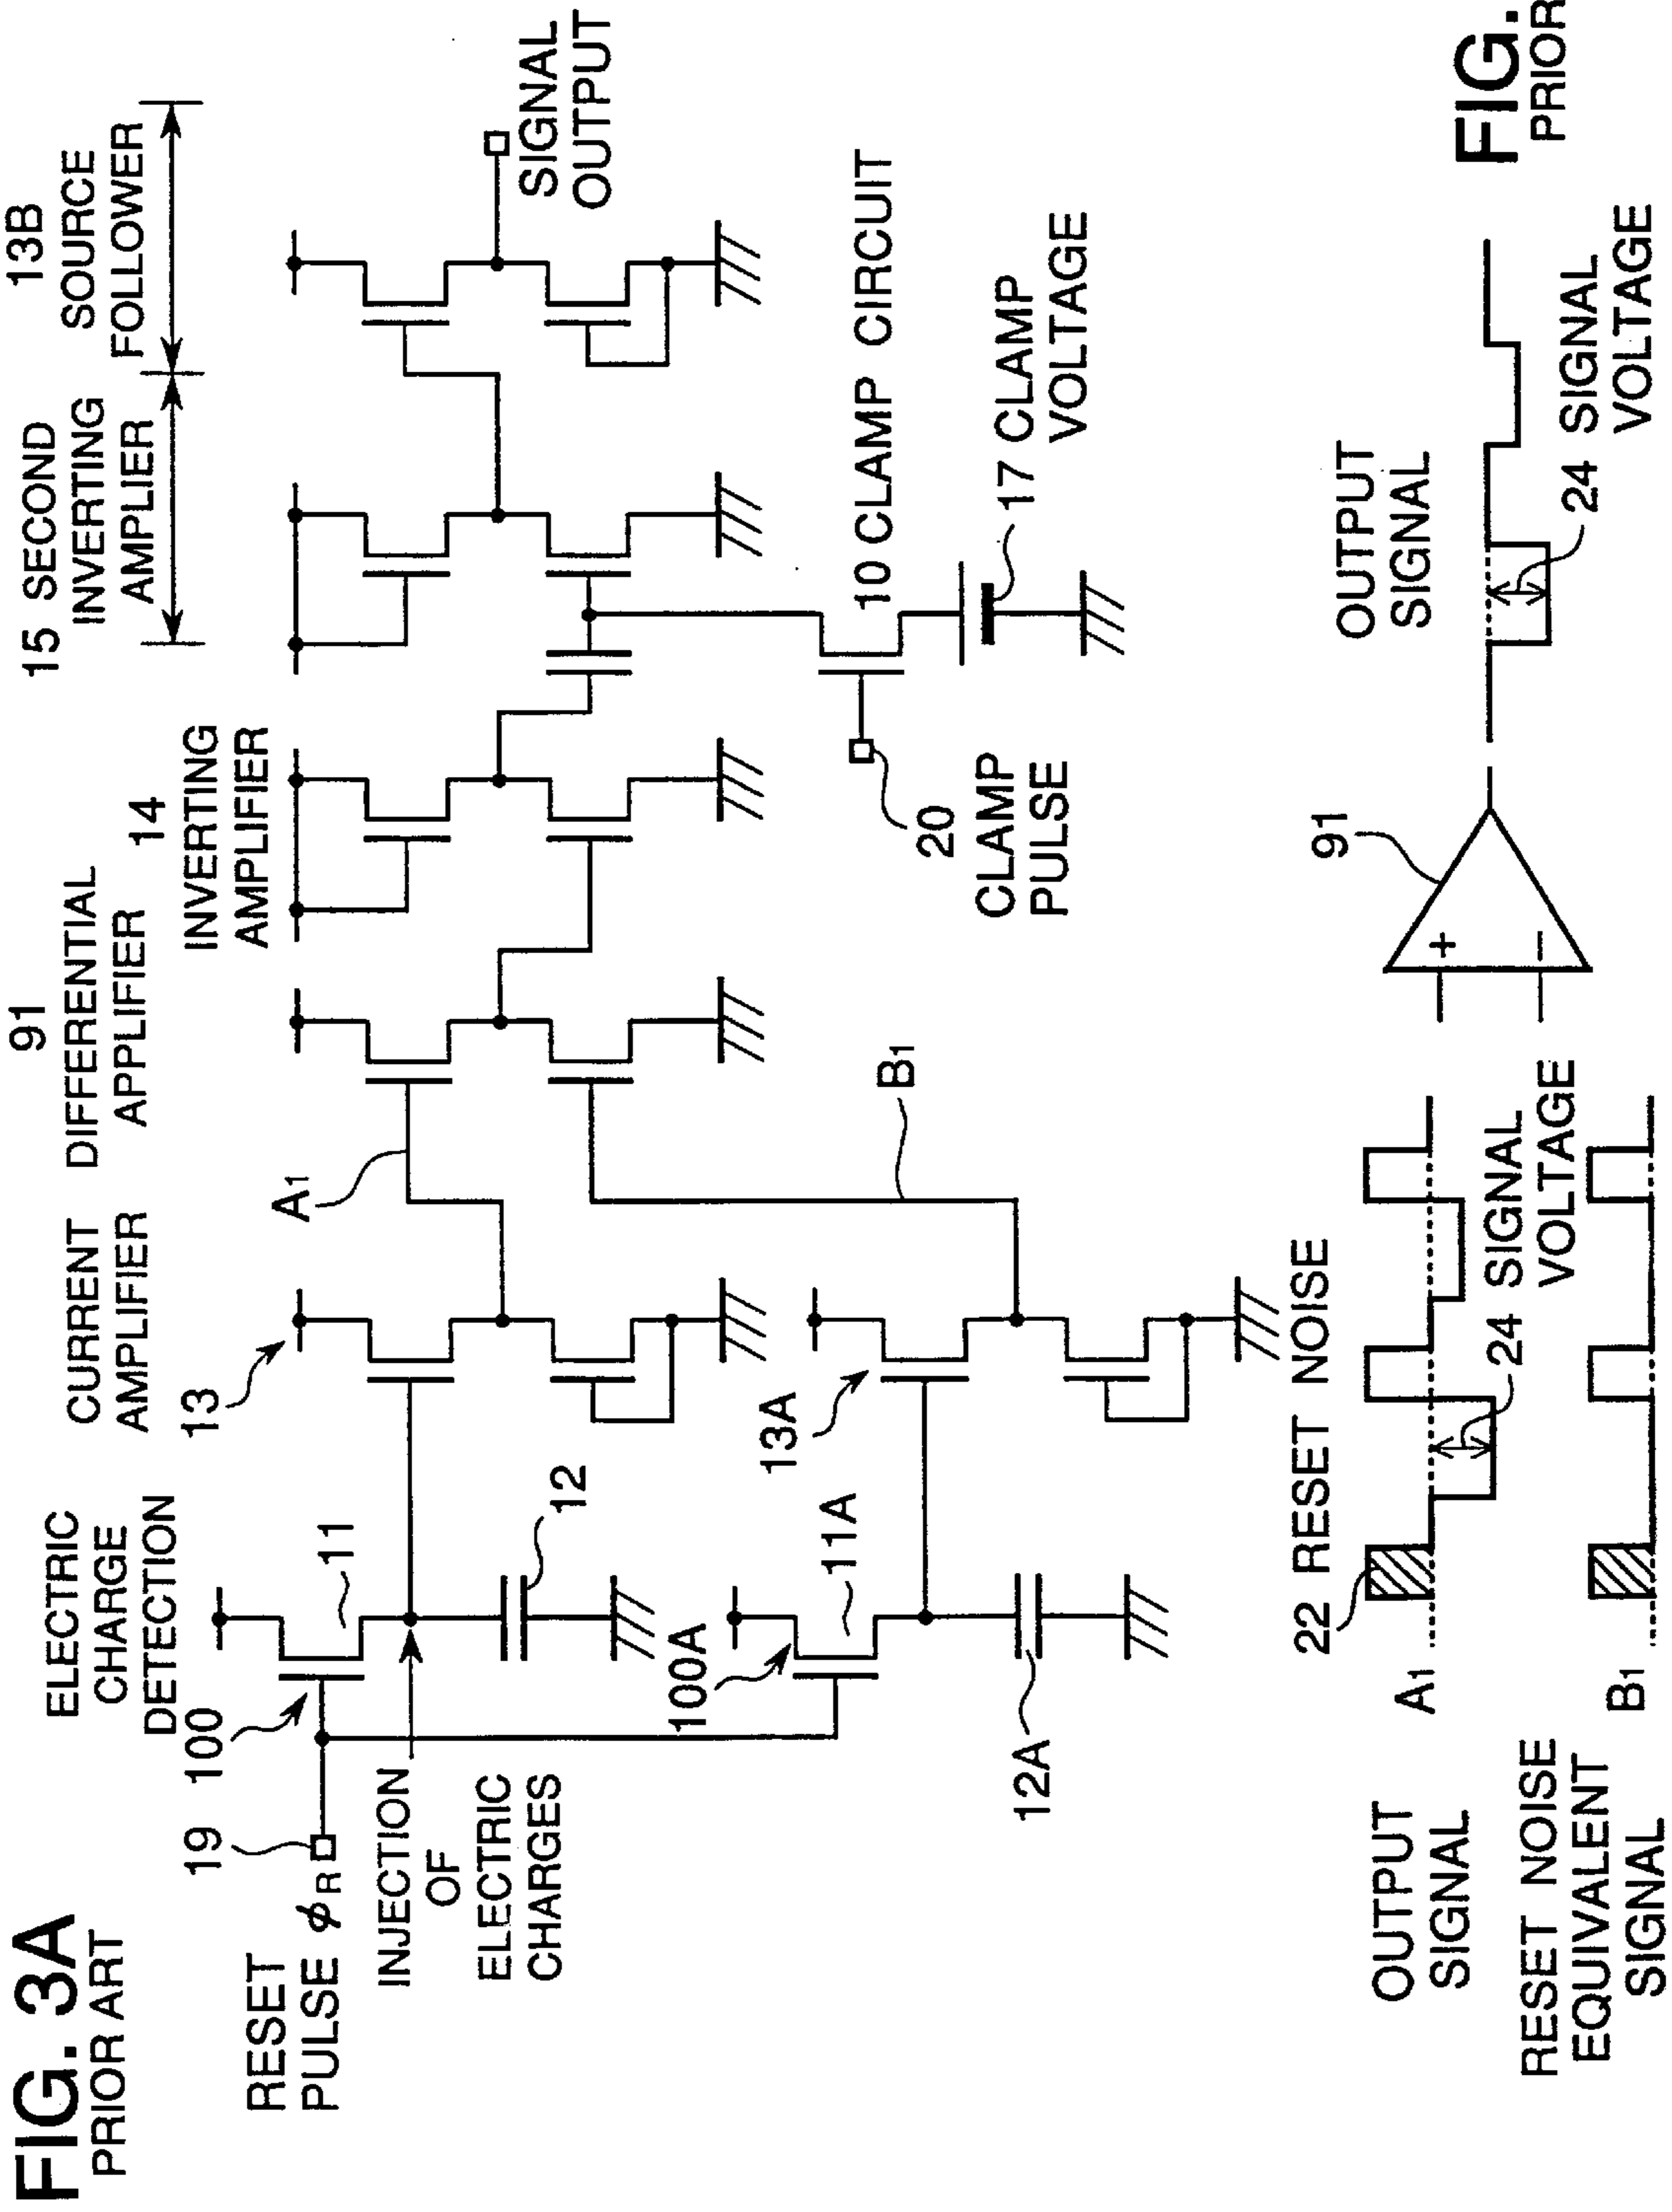 FIG. 3A
PRIOR ART
ELECTRIC
CHARGE
DETECTION
CURRENT
AMPLIFIER
91
DIFFERENTIAL
APPLIFIER
14
INVERTING
AMPLIFIER
15 SECOND
INVERTING
AMPLIER
13B
SOURCE
FOLLOWER
19
100
11
13
A1
RESET
PULSE ϕR
INJECTION
OF
ELECTRIC
CHARGES
12
SIGNAL
OUTPUT
100A
11A
13A
B1
12A
20
CLAMP
PULSE
10 CLAMP CIRCUIT
17 CLAMP
VOLTAGE
22 RESET NOISE
OUTPUT
SIGNAL
A1
24 SIGNAL
VOLTAGE
RESET NOISE
EQUIVALENT
SIGNAL
B1
91
+
−
OUTPUT
SIGNAL
24 SIGNAL
VOLTAGE
FIG.
PRIOR